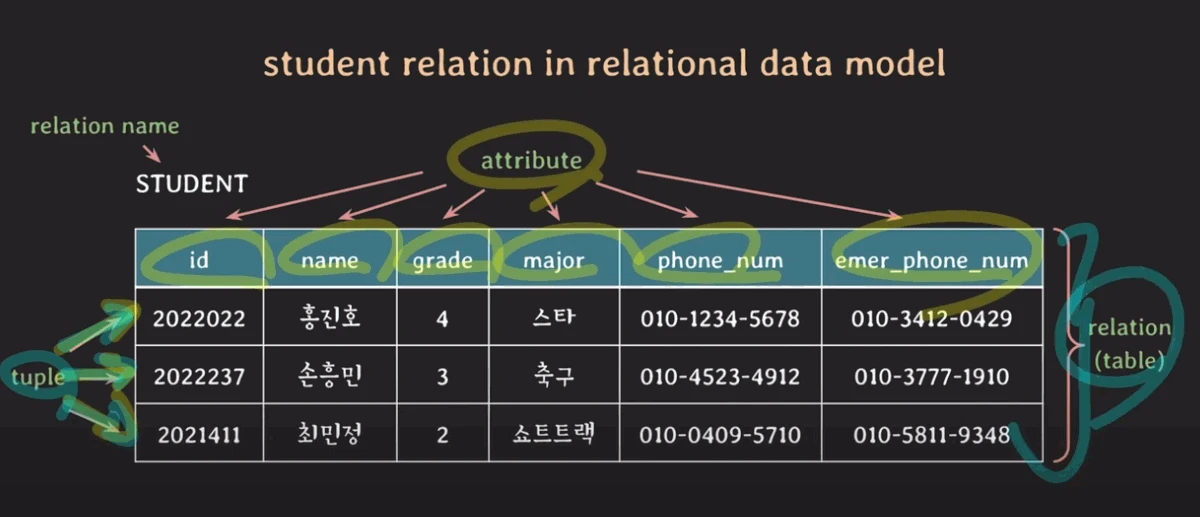 student relation in relational data model
relation name
STUDENT
attribute
id name grade major phone_num emer_phone_num
2022022 홍진호 4 스타 010-1234-5678 010-3412-0429
tuple 2022237 손흥민 3 축구 010-4523-4912 010-3777-1910
2021411 최민정 2 쇼트트랙 010-0409-5710 010-5811-9348
relation
(table)